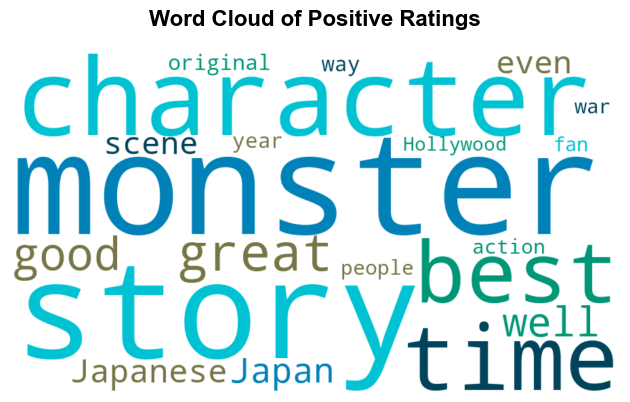 Word Cloud of Positive Ratings
original way even
character
war
scene year Hollywood fan
monster
good great best
action
people
story well
time
Japanese Japan